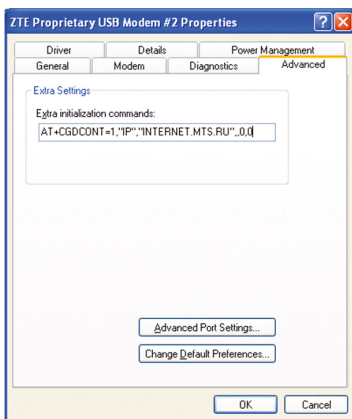 ZTE Proprietary USB Modem #2 Properties
Driver Details Power Management
General Modem Diagnostics Advanced
Extra Settings
Extra initialization commands:
AT+CGDCONT=1,"IP","INTERNET.MTS.RU",,0,0
Advanced Port Settings...
Change Default Preferences...
OK Cancel